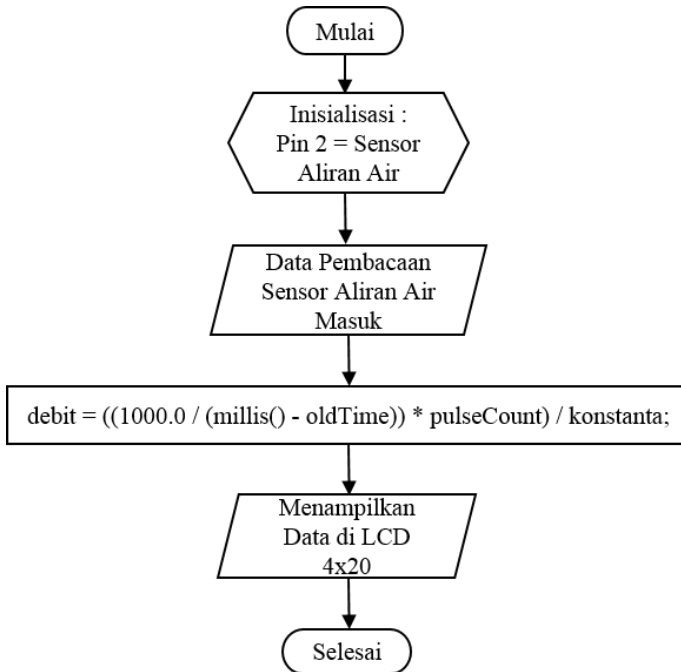 Mulai
Inisialisasi :
Pin 2 = Sensor
Aliran Air
Data Pembacaan
Sensor Aliran Air
Masuk
debit = ((1000.0 / (millis() - oldTime)) * pulseCount) / konstanta;
Menampilkan
Data di LCD
4x20
Selesai